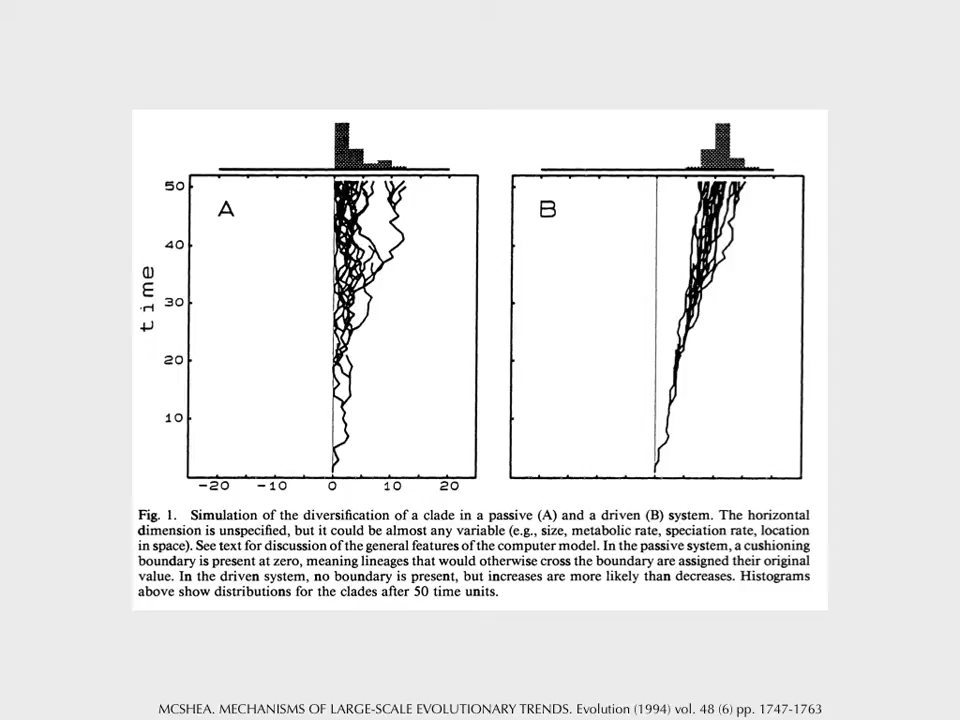 A
B
50
40
30
20
10
time
-20 -10 0 10 20
Fig. 1. Simulation of the diversification of a clade in a passive (A) and a driven (B) system. The horizontal
dimension is unspecified, but it could be almost any variable (e.g., size, metabolic rate, speciation rate, location
in space). See text for discussion of the general features of the computer model. In the passive system, a cushioning
boundary is present at zero, meaning lineages that would otherwise cross the boundary are assigned their original
value. In the driven system, no boundary is present, but increases are more likely than decreases. Histograms
above show distributions for the clades after 50 time units.
MCSHEA. MECHANISMS OF LARGE-SCALE EVOLUTIONARY TRENDS. Evolution (1994) vol. 48 (6) pp. 1747-1763